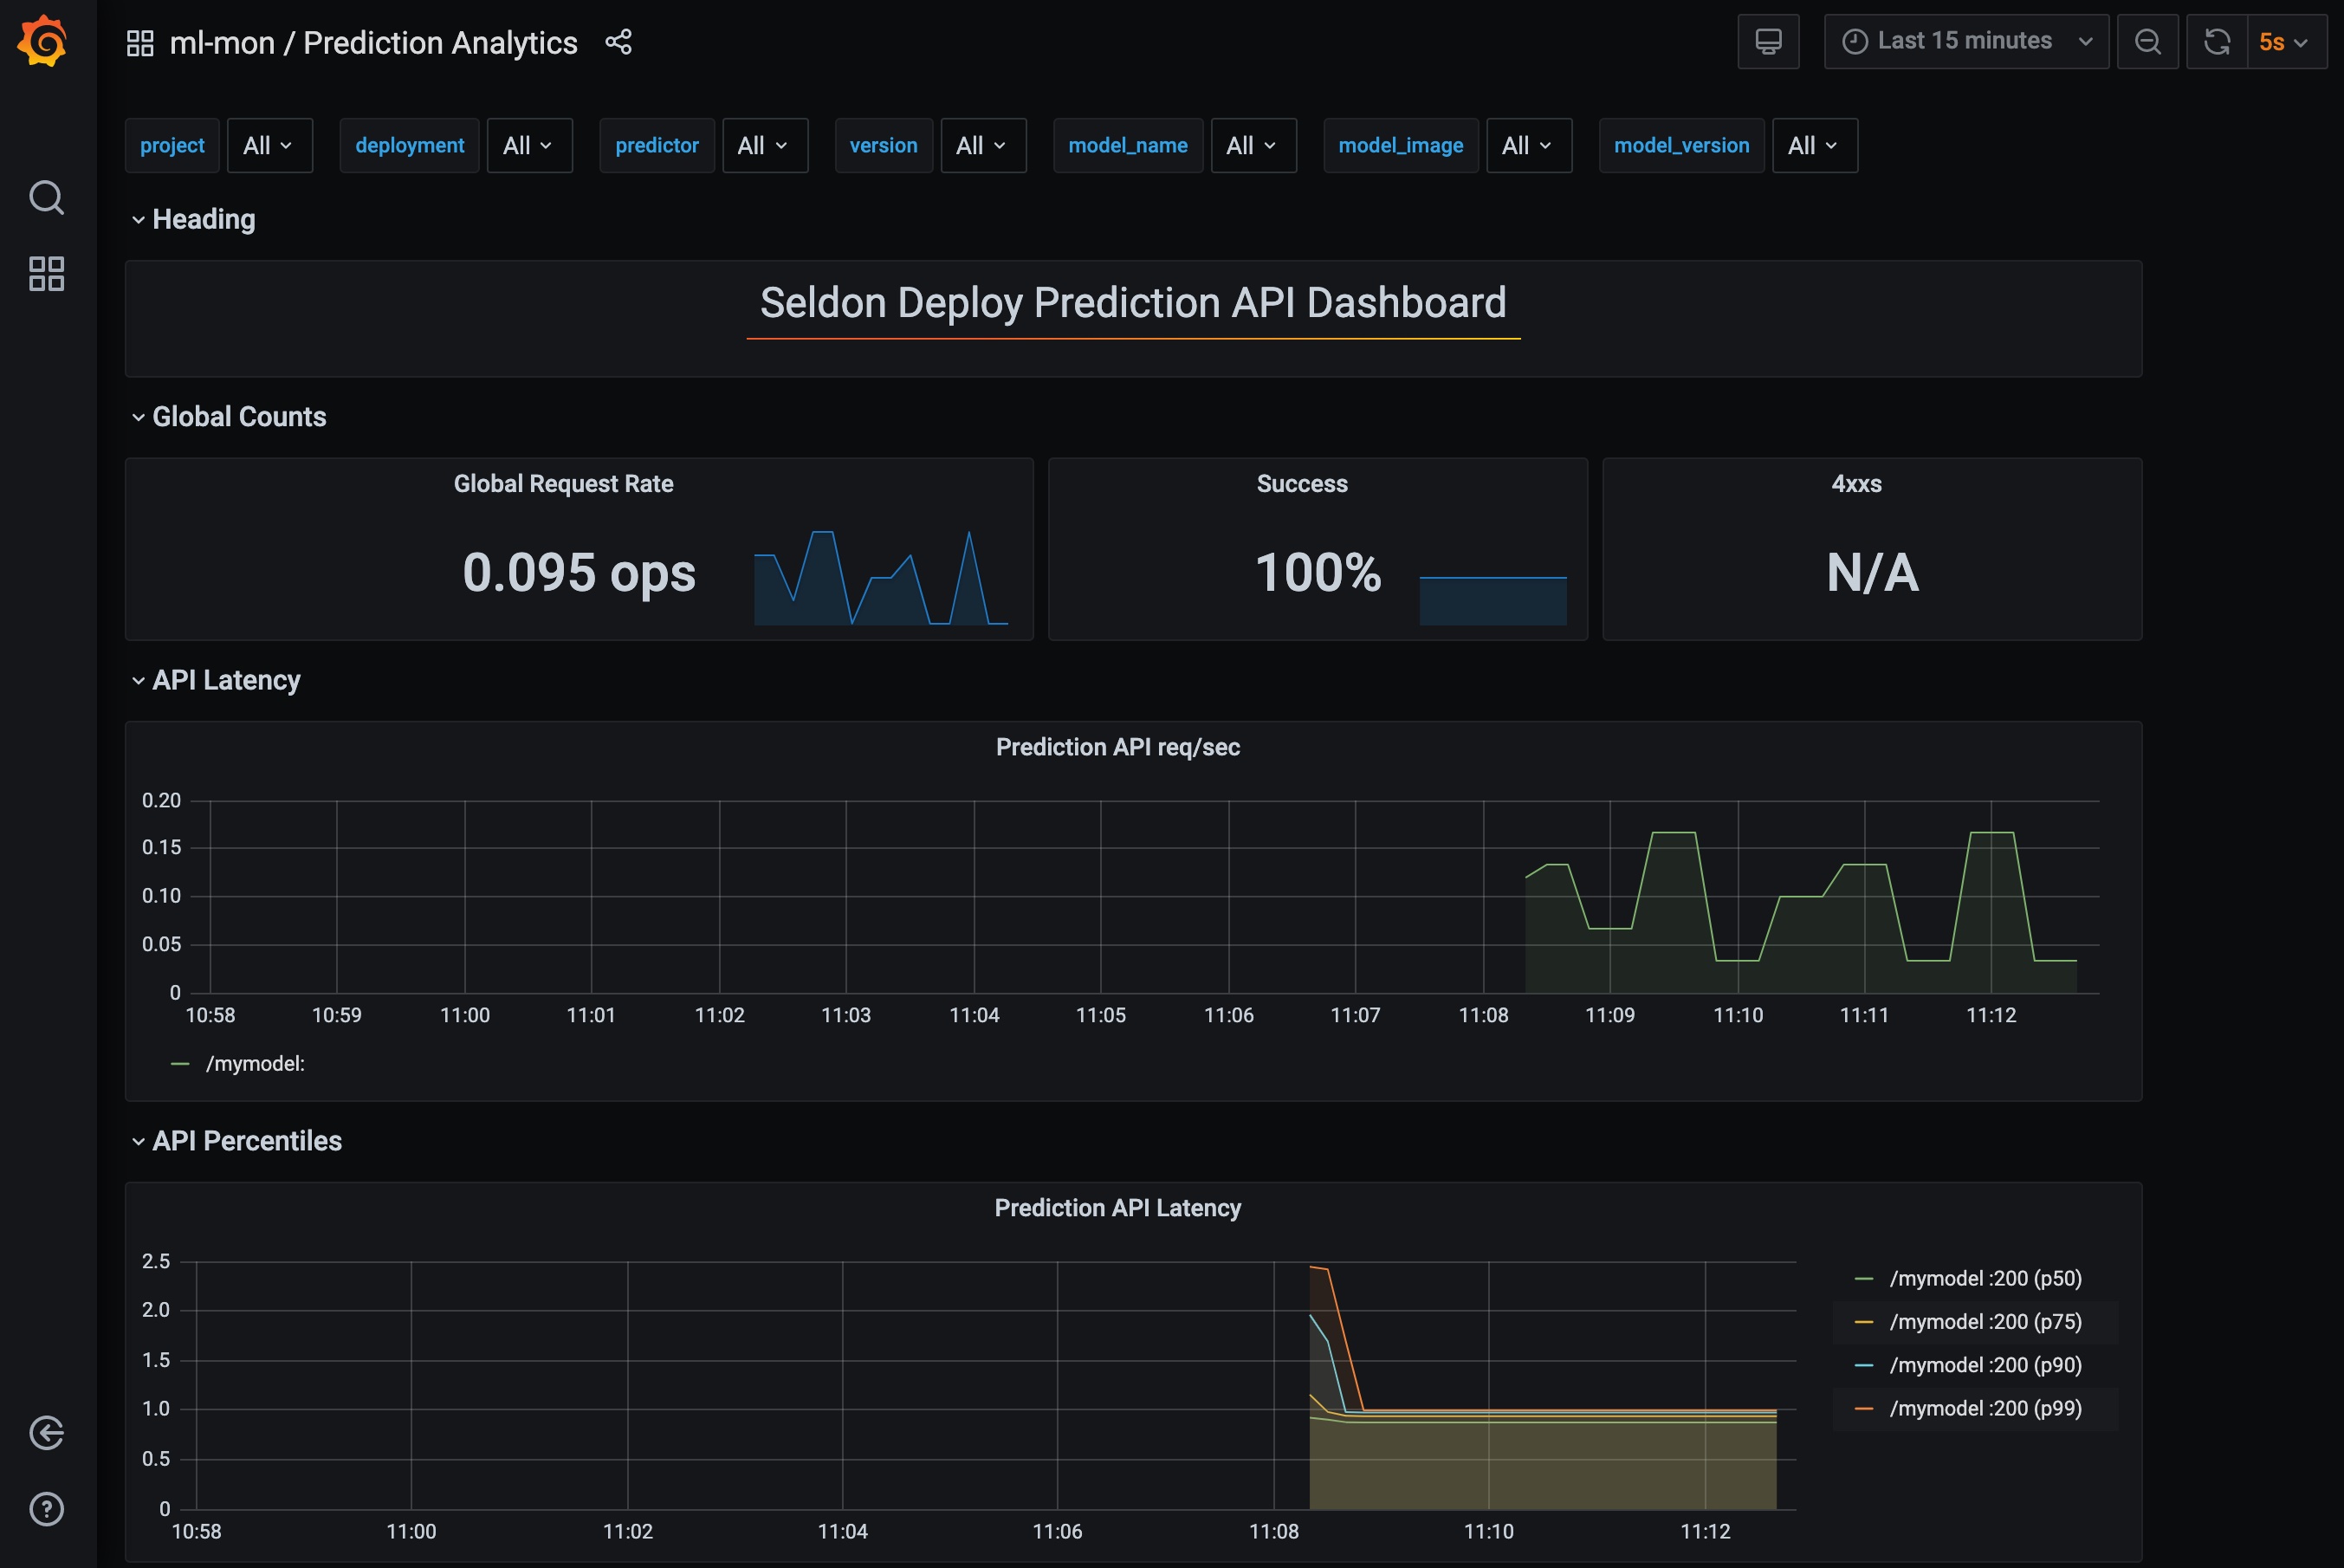 ml-mon / Prediction Analytics
Last 15 minutes
5s
project All deployment All predictor All version All model_name All model_image All model_version All
Heading
Seldon Deploy Prediction API Dashboard
Global Counts
Global Request Rate
0.095 ops
Success
100%
4xxs
N/A
API Latency
Prediction API req/sec
0.20
0.15
0.10
0.05
0
10:58 10:59 11:00 11:01 11:02 11:03 11:04 11:05 11:06 11:07 11:08 11:09 11:10 11:11 11:12
/mymodel:
API Percentiles
Prediction API Latency
2.5
2.0
1.5
1.0
0.5
0
10:58 11:00 11:02 11:04 11:06 11:08 11:10 11:12
/mymodel :200 (p50)
/mymodel :200 (p75)
/mymodel :200 (p90)
/mymodel :200 (p99)
?